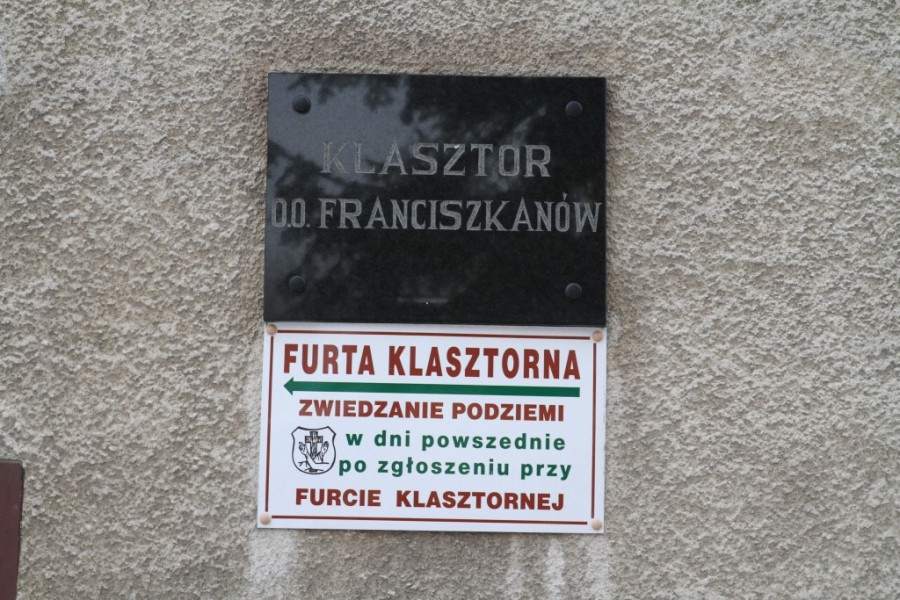 KLASZTOR
O.O. FRANCISZKANÓW
FURTA KLASZTORNA
ZWIEDZANIE PODZIEMI
w dni powszednie
po zgłoszeniu przy
FURCIE KLASZTORNEJ